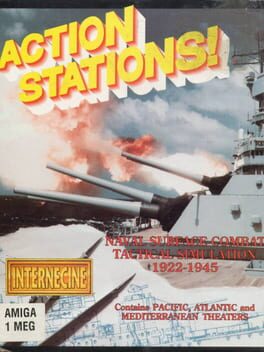 ACTION
STATIONS!
NAVAL SURFACE COMBAT
TACTICAL SIMULATION
1922-1945
INTERNECINE
AMIGA
1 MEG
Contains PACIFIC, ATLANTIC and
MEDITERRANEAN THEATERS